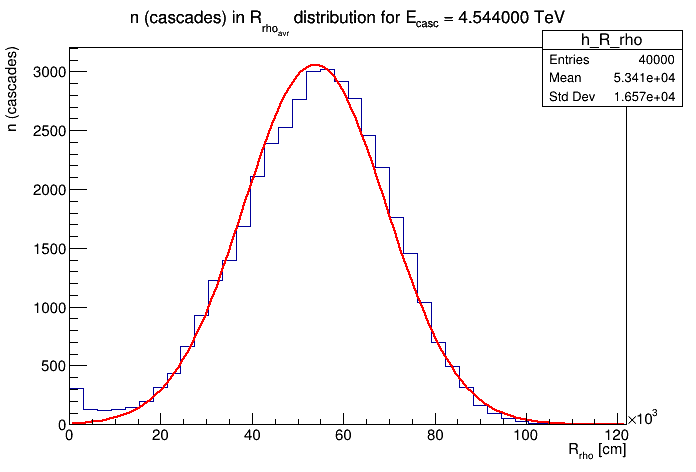 n (cascades) in R_rho_avr distribution for E_casc = 4.544000 TeV
h_R_rho
Entries 40000
Mean 5.341e+04
Std Dev 1.657e+04
n (cascades)
3000
2500
2000
1500
1000
500
0
0 20 40 60 80 100 120
×10³
R_rho [cm]